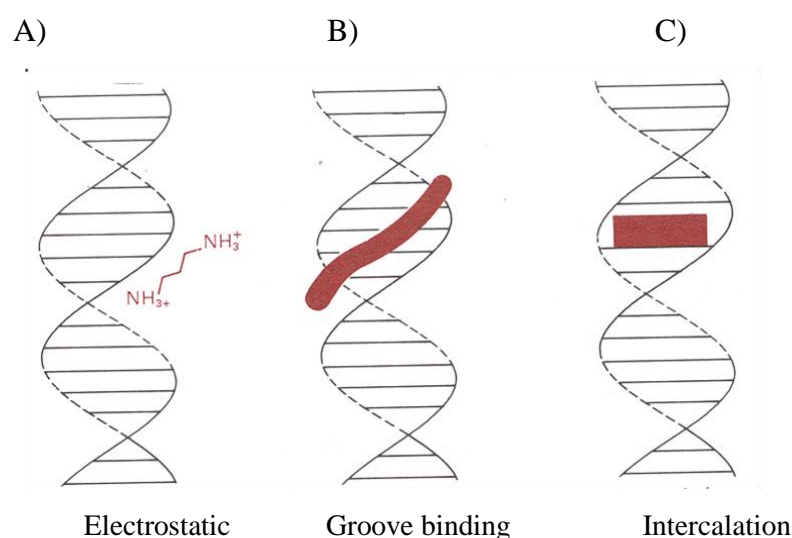 A) B) C)
NH₃⁺
NH₃₊
Electrostatic Groove binding Intercalation